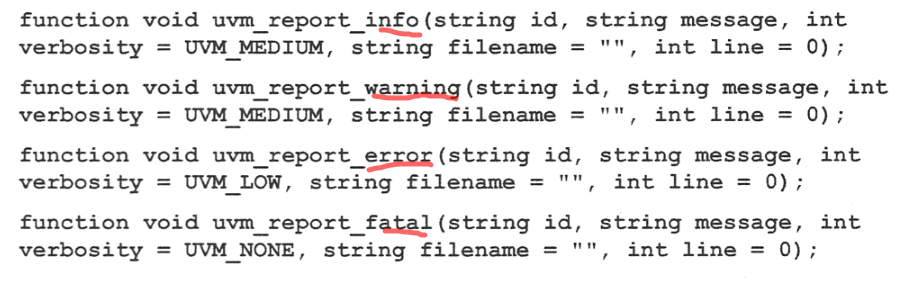 function void uvm_report_info(string id, string message, int
verbosity = UVM_MEDIUM, string filename = "", int line = 0);
function void uvm_report_warning(string id, string message, int
verbosity = UVM_MEDIUM, string filename = "", int line = 0);
function void uvm_report_error(string id, string message, int
verbosity = UVM_LOW, string filename = "", int line = 0);
function void uvm_report_fatal(string id, string message, int
verbosity = UVM_NONE, string filename = "", int line = 0);